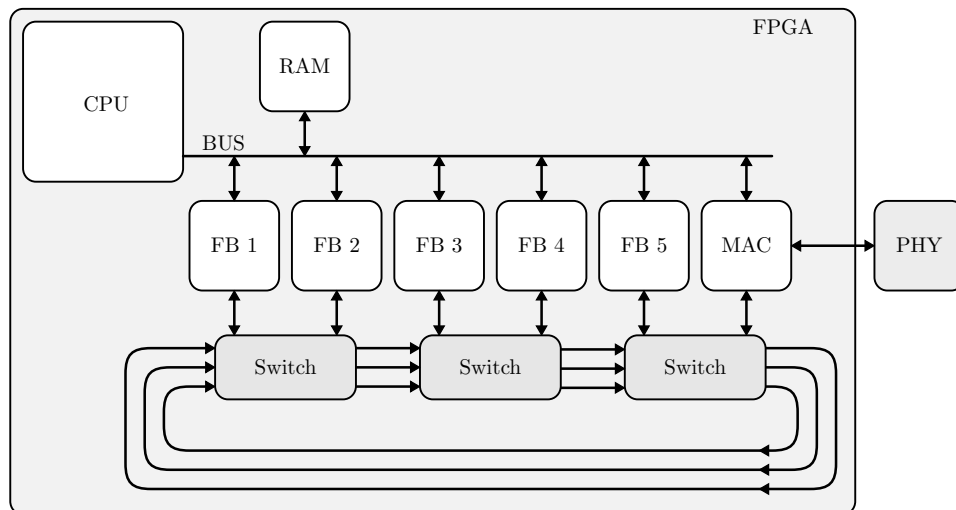 FPGA
RAM
CPU
BUS
FB 1
FB 2
FB 3
FB 4
FB 5
MAC
PHY
Switch
Switch
Switch